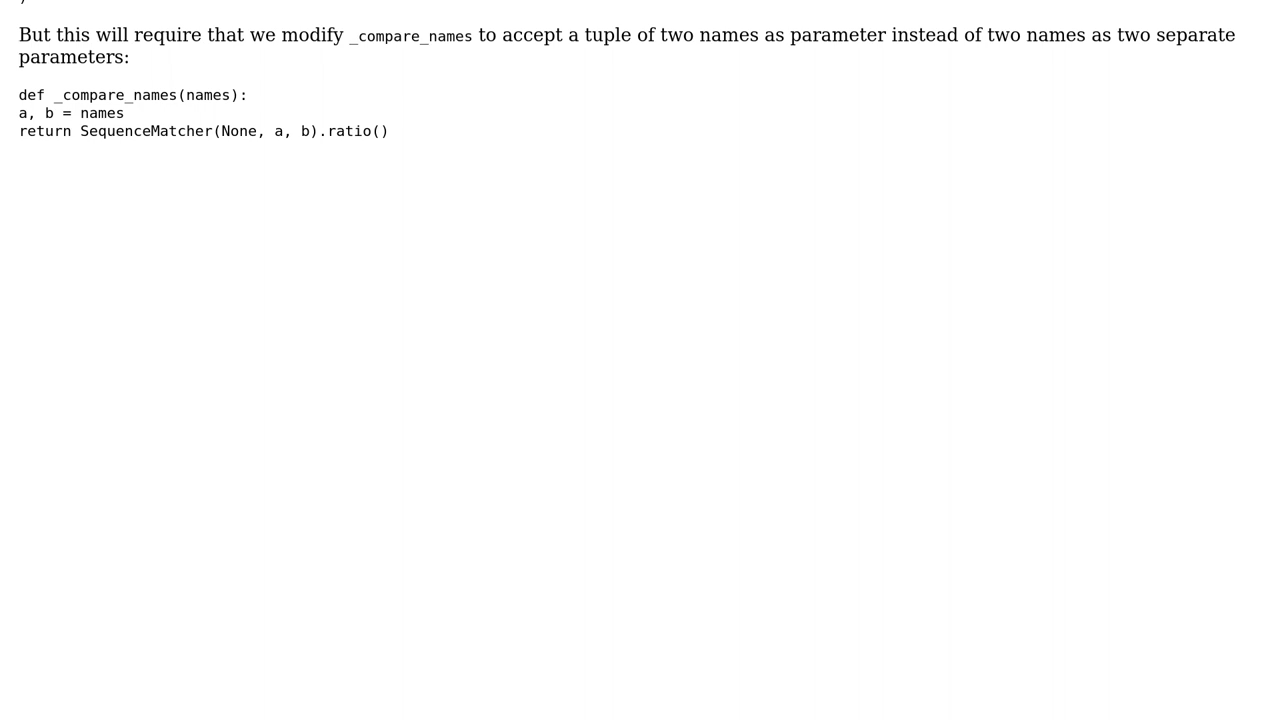 But this will require that we modify _compare_names to accept a tuple of two names as parameter instead of two names as two separate
parameters:
def _compare_names(names):
a, b = names
return SequenceMatcher(None, a, b).ratio()